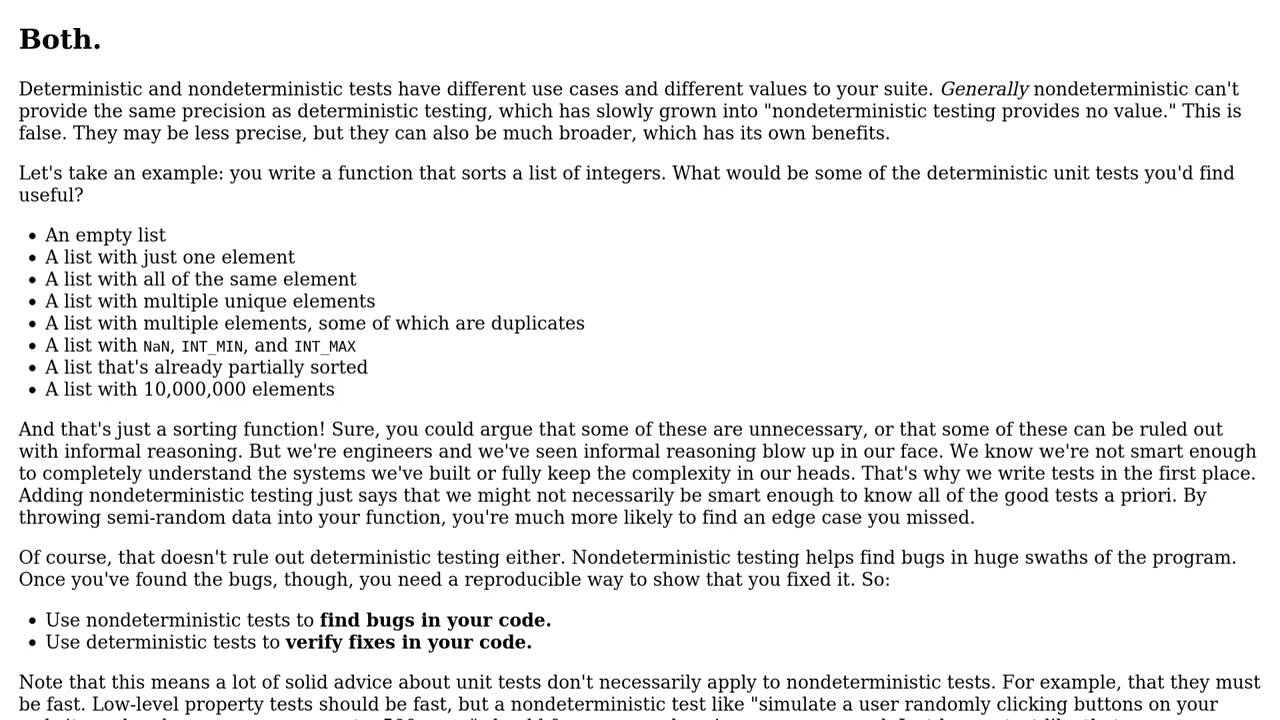 Both.
Deterministic and nondeterministic tests have different use cases and different values to your suite. Generally nondeterministic can't
provide the same precision as deterministic testing, which has slowly grown into "nondeterministic testing provides no value." This is
false. They may be less precise, but they can also be much broader, which has its own benefits.
Let's take an example: you write a function that sorts a list of integers. What would be some of the deterministic unit tests you'd find
useful?
• An empty list
• A list with just one element
• A list with all of the same element
• A list with multiple unique elements
• A list with multiple elements, some of which are duplicates
• A list with NaN, INT_MIN, and INT_MAX
• A list that's already partially sorted
• A list with 10,000,000 elements
And that's just a sorting function! Sure, you could argue that some of these are unnecessary, or that some of these can be ruled out
with informal reasoning. But we're engineers and we've seen informal reasoning blow up in our face. We know we're not smart enough
to completely understand the systems we've built or fully keep the complexity in our heads. That's why we write tests in the first place.
Adding nondeterministic testing just says that we might not necessarily be smart enough to know all of the good tests a priori. By
throwing semi-random data into your function, you're much more likely to find an edge case you missed.
Of course, that doesn't rule out deterministic testing either. Nondeterministic testing helps find bugs in huge swaths of the program.
Once you've found the bugs, though, you need a reproducible way to show that you fixed it. So:
• Use nondeterministic tests to find bugs in your code.
• Use deterministic tests to verify fixes in your code.
Note that this means a lot of solid advice about unit tests don't necessarily apply to nondeterministic tests. For example, that they must
be fast. Low-level property tests should be fast, but a nondeterministic test like "simulate a user randomly clicking buttons on your